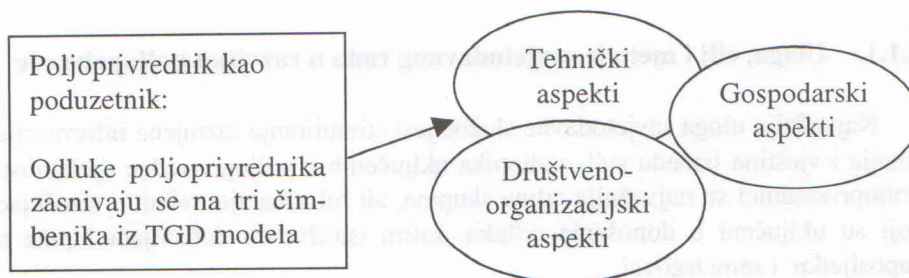 Poljoprivrednik kao
poduzetnik:
Odluke poljoprivrednika
zasnivaju se na tri čim-
benika iz TGD modela
Tehnički
aspekti
Gospodarski
aspekti
Društveno-
organizacijski
aspekti